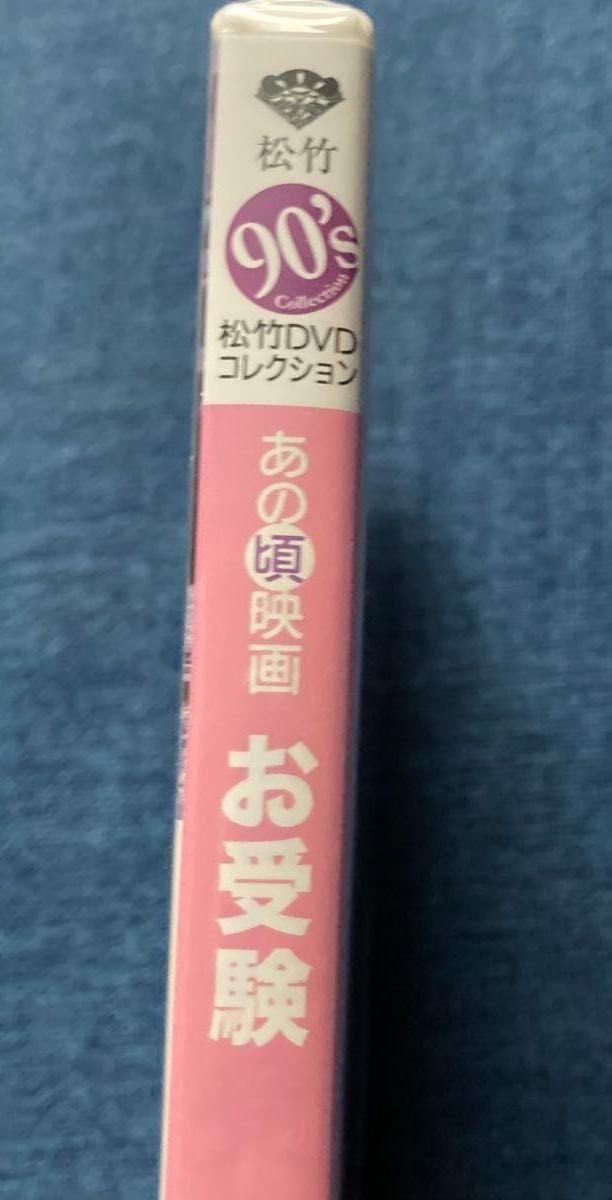 松竹
90's
Collection
松竹DVD
コレクション
あの頃映画
お受験